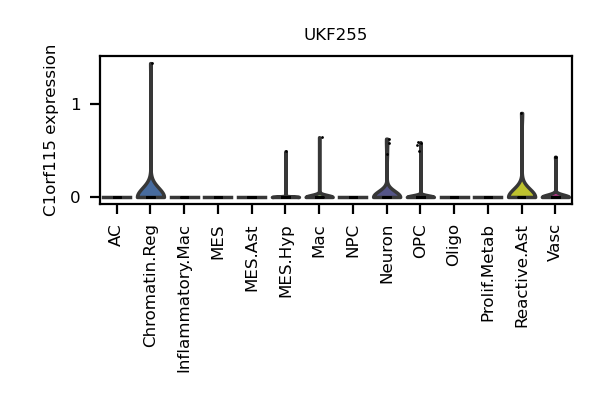 UKF255
C1orf115 expression
1
0
AC
Chromatin.Reg
Inflammatory.Mac
MES
MES.Ast
MES.Hyp
Mac
NPC
Neuron
OPC
Oligo
Prolif.Metab
Reactive.Ast
Vasc